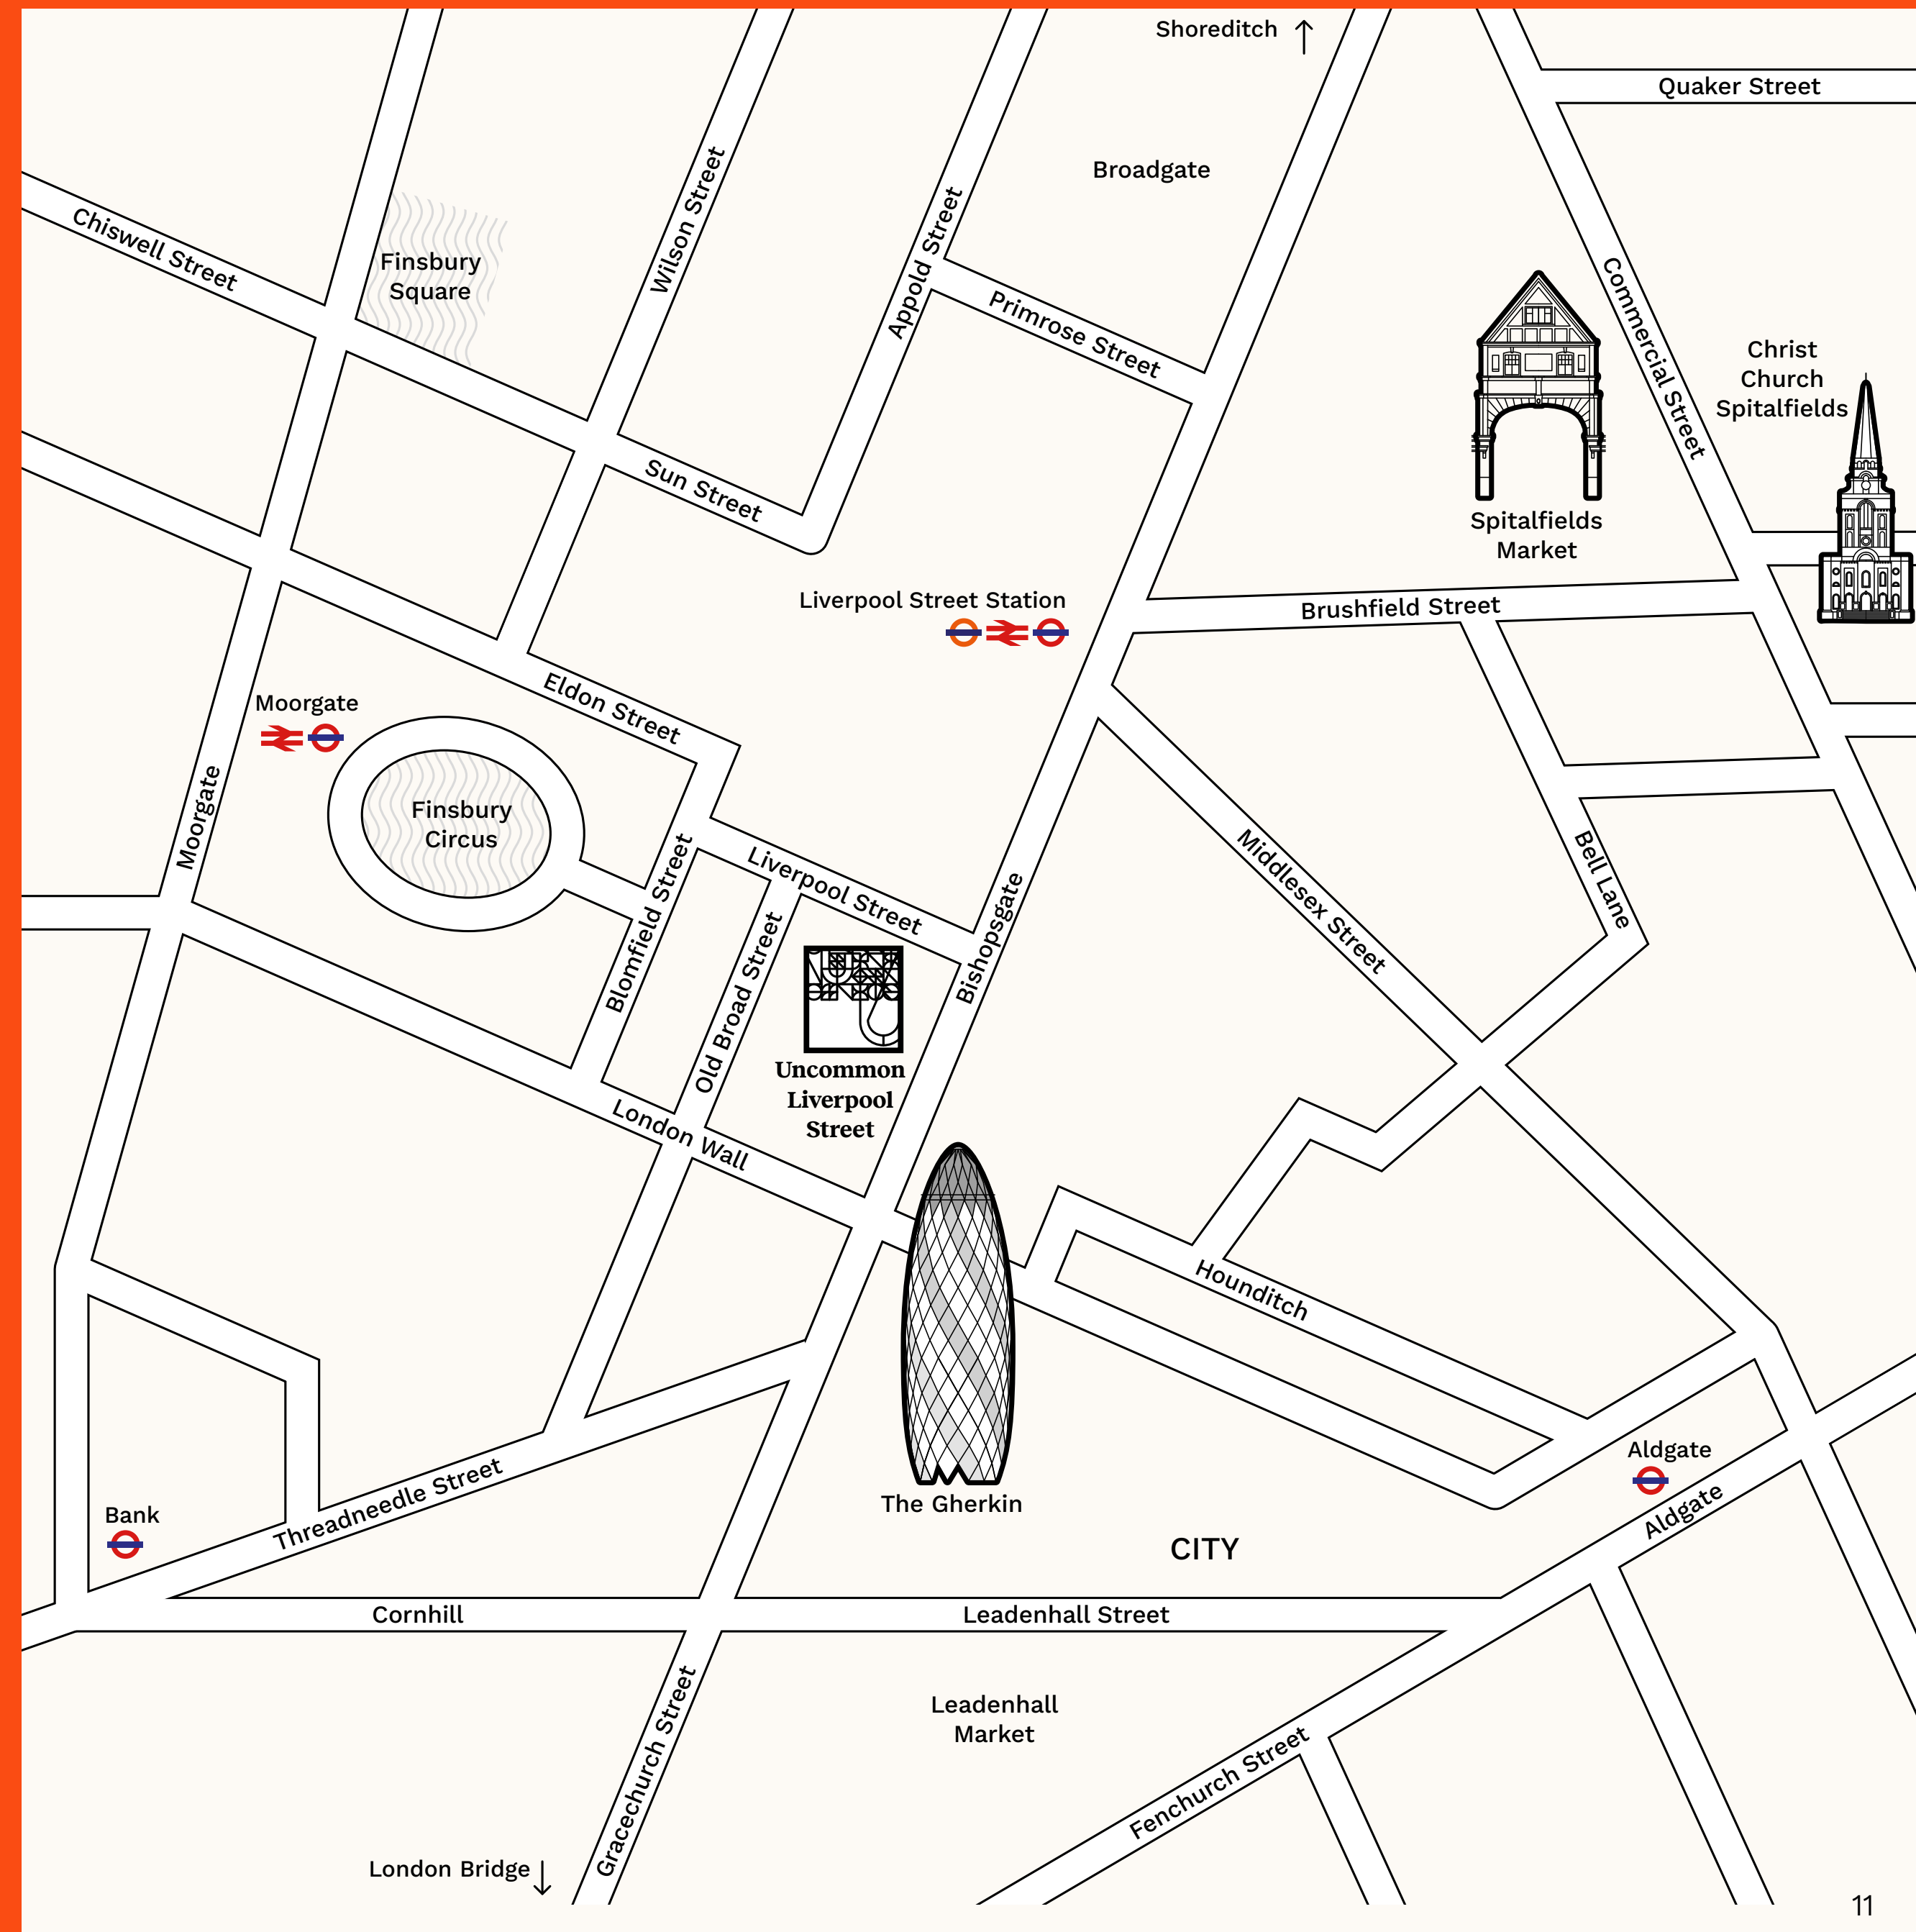 Shoreditch
Quaker Street
Broadgate
Wilson Street
Appold Street
Chiswell Street
Finsbury
Square
Primrose Street
Commercial Street
Christ
Church
Spitalfields
Sun Street
Spitalfields
Market
Liverpool Street Station
Brushfield Street
Eldon Street
Moorgate
Moorgate
Finsbury
Circus
Liverpool Street
Blomfield Street
Old Broad Street
Bishopsgate
Middlesex Street
Bell Lane
Uncommon
Liverpool
Street
London Wall
Hounditch
Aldgate
Aldgate
Threadneedle Street
Bank
The Gherkin
CITY
Cornhill
Leadenhall Street
Leadenhall
Market
Gracechurch Street
Fenchurch Street
London Bridge
11